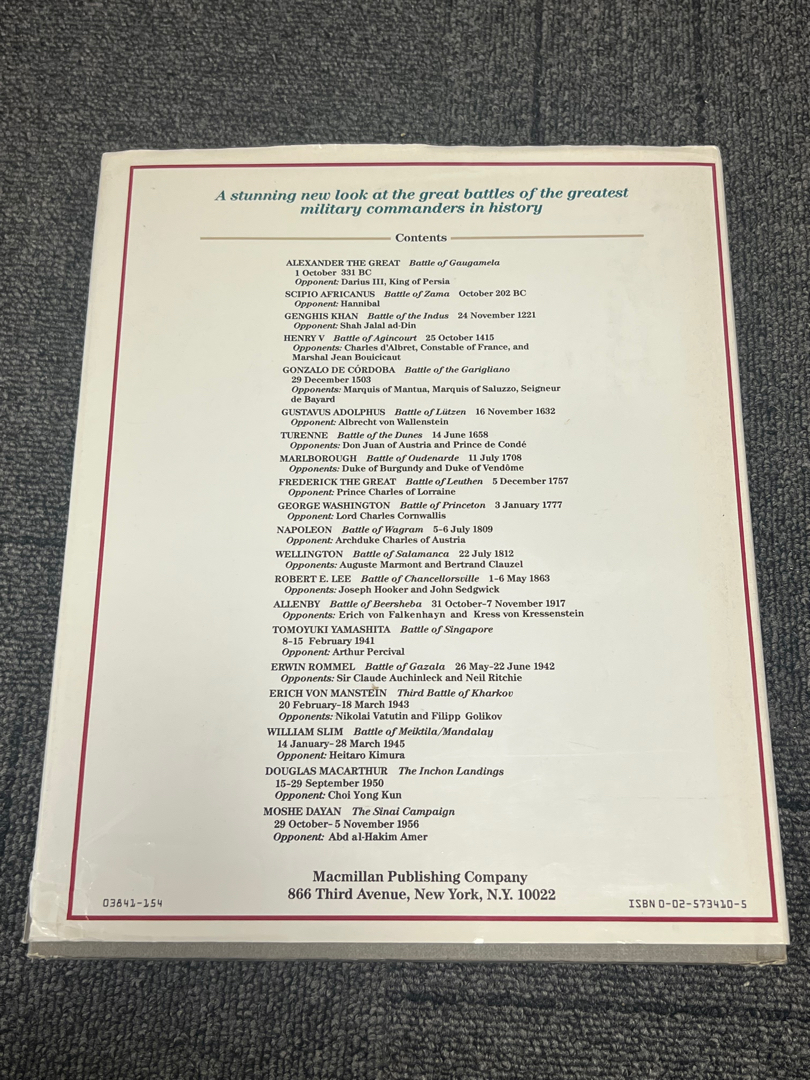 A stunning new look at the great battles of the greatest
military commanders in history
Contents
ALEXANDER THE GREAT Battle of Gaugamela
1 October 331 BC
Opponent: Darius III, King of Persia
SCIPIO AFRICANUS Battle of Zama October 202 BC
Opponent: Hannibal
GENGHIS KHAN Battle of the Indus 24 November 1221
Opponent: Shah Jalal ad-Din
HENRY V Battle of Agincourt 25 October 1415
Opponents: Charles d'Albret, Constable of France, and
Marshal Jean Bouicicaut
GONZALO DE CÓRDOBA Battle of the Garigliano
29 December 1503
Opponents: Marquis of Mantua, Marquis of Saluzzo, Seigneur
de Bayard
GUSTAVUS ADOLPHUS Battle of Lützen 16 November 1632
Opponent: Albrecht von Wallenstein
TURENNE Battle of the Dunes 14 June 1658
Opponents: Don Juan of Austria and Prince de Condé
MARLBOROUGH Battle of Oudenarde 11 July 1708
Opponents: Duke of Burgundy and Duke of Vendôme
FREDERICK THE GREAT Battle of Leuthen 5 December 1757
Opponent: Prince Charles of Lorraine
GEORGE WASHINGTON Battle of Princeton 3 January 1777
Opponent: Lord Charles Cornwallis
NAPOLEON Battle of Wagram 5-6 July 1809
Opponent: Archduke Charles of Austria
WELLINGTON Battle of Salamanca 22 July 1812
Opponents: Auguste Marmont and Bertrand Clauzel
ROBERT E. LEE Battle of Chancellorsville 1-6 May 1863
Opponents: Joseph Hooker and John Sedgwick
ALLENBY Battle of Beersheba 31 October-7 November 1917
Opponents: Erich von Falkenhayn and Kress von Kressenstein
TOMOYUKI YAMASHITA Battle of Singapore
8-15 February 1941
Opponent: Arthur Percival
ERWIN ROMMEL Battle of Gazala 26 May-22 June 1942
Opponents: Sir Claude Auchinleck and Neil Ritchie
ERICH VON MANSTEIN Third Battle of Kharkov
20 February-18 March 1943
Opponents: Nikolai Vatutin and Filipp Golikov
WILLIAM SLIM Battle of Meiktila/Mandalay
14 January-28 March 1945
Opponent: Heitaro Kimura
DOUGLAS MACARTHUR The Inchon Landings
15-29 September 1950
Opponent: Choi Yong Kun
MOSHE DAYAN The Sinai Campaign
29 October-5 November 1956
Opponent: Abd al-Hakim Amer
Macmillan Publishing Company
866 Third Avenue, New York, N.Y. 10022
03841-154
ISBN 0-02-573410-5